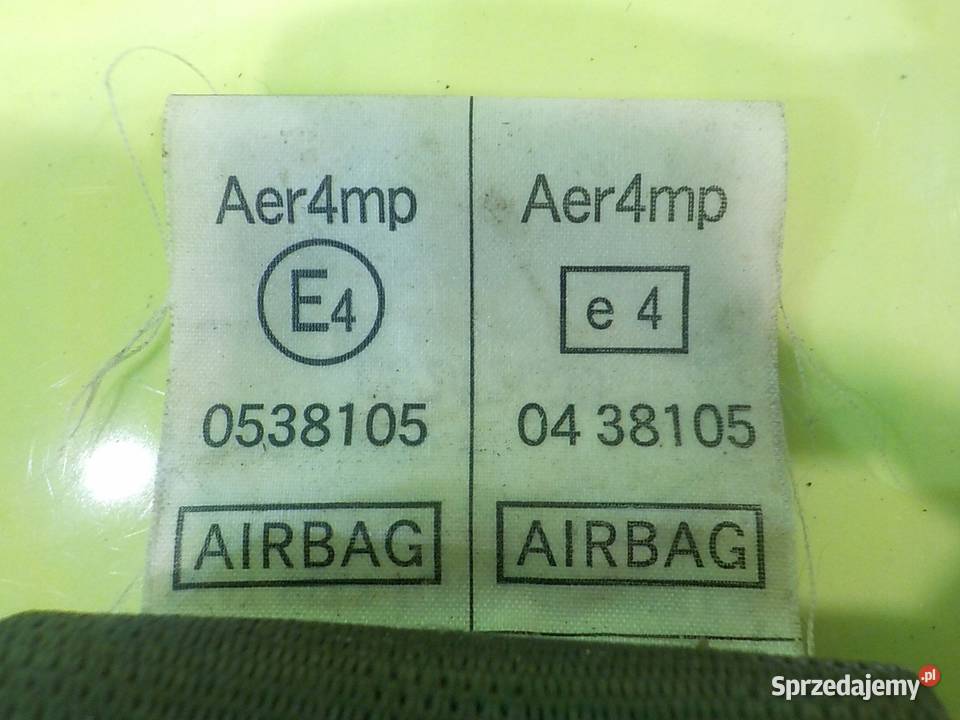 Aer4mp
E4
0538105
AIRBAG
Aer4mp
e 4
04 38105
AIRBAG
Sprzedajemy.pl